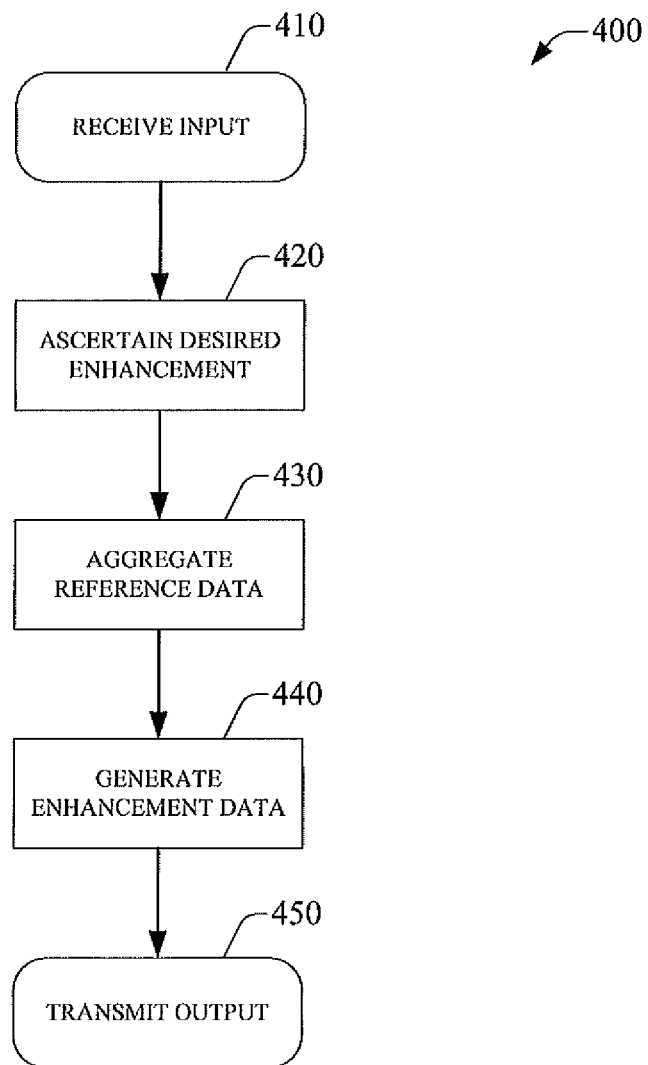 410
400
RECEIVE INPUT
420
ASCERTAIN DESIRED
ENHANCEMENT
430
AGGREGATE
REFERENCE DATA
440
GENERATE
ENHANCEMENT DATA
450
TRANSMIT OUTPUT